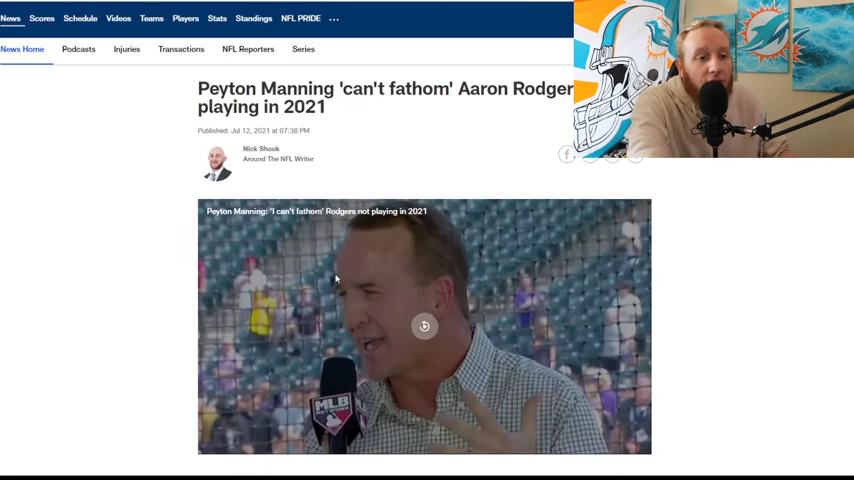 News Scores Schedule Videos Teams Players Stats Standings NFL PRIDE ...
News Home Podcasts Injuries Transactions NFL Reporters Series
Peyton Manning 'can't fathom' Aaron Rodger
playing in 2021
Published: Jul 12, 2021 at 07:38 PM
Nick Shook
Around The NFL Writer
Peyton Manning: 'I can't fathom' Rodgers not playing in 2021
MLB